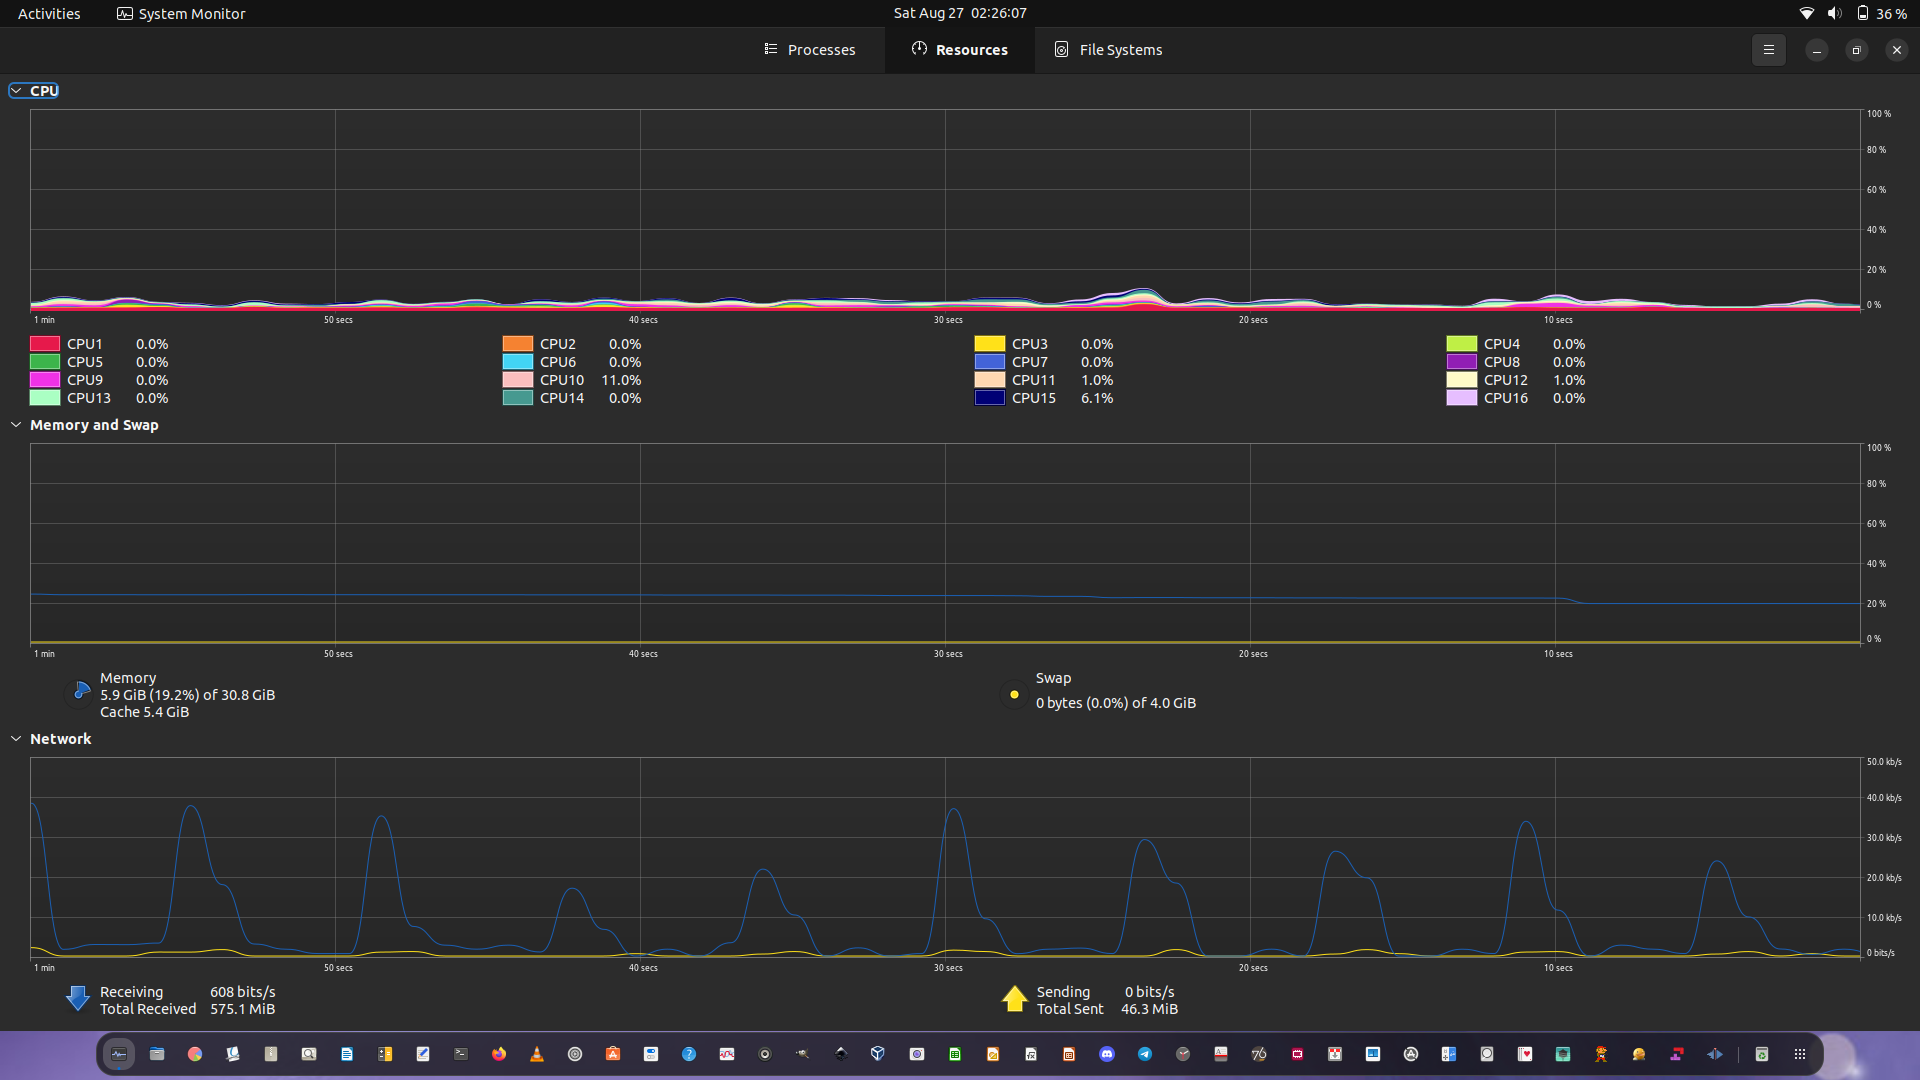 Activities System Monitor Sat Aug 27 02:26:07 36 %
Processes Resources File Systems
CPU
100 %
80 %
60 %
40 %
20 %
0 %
1 min 50 secs 40 secs 30 secs 20 secs 10 secs
CPU1 0.0% CPU2 0.0% CPU3 0.0% CPU4 0.0%
CPU5 0.0% CPU6 0.0% CPU7 0.0% CPU8 0.0%
CPU9 0.0% CPU10 11.0% CPU11 1.0% CPU12 1.0%
CPU13 0.0% CPU14 0.0% CPU15 6.1% CPU16 0.0%
Memory and Swap
100 %
80 %
60 %
40 %
20 %
0 %
1 min 50 secs 40 secs 30 secs 20 secs 10 secs
Memory
5.9 GiB (19.2%) of 30.8 GiB
Cache 5.4 GiB
Swap
0 bytes (0.0%) of 4.0 GiB
Network
50.0 kb/s
40.0 kb/s
30.0 kb/s
20.0 kb/s
10.0 kb/s
0 bits/s
1 min 50 secs 40 secs 30 secs 20 secs 10 secs
Receiving 608 bits/s
Total Received 575.1 MiB
Sending 0 bits/s
Total Sent 46.3 MiB
76